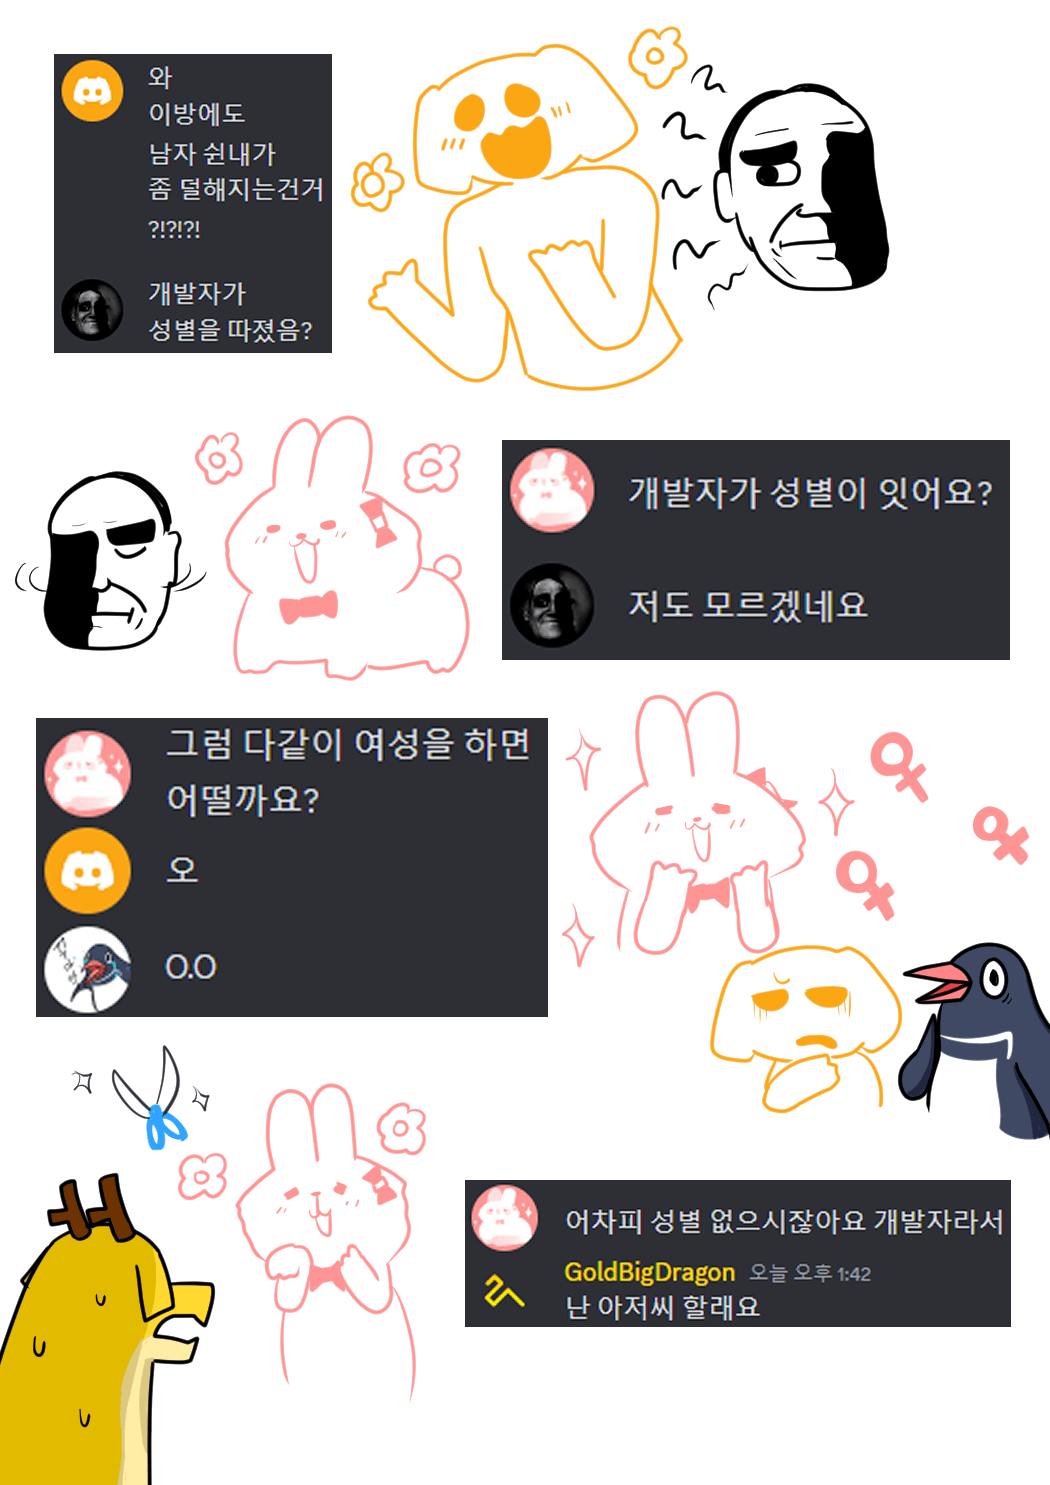 와
이방에도
남자 쉰내가
좀 덜해지는건거
?!?!?!
개발자가
성별을 따졌음?
개발자가 성별이 잇어요?
저도 모르겠네요
그럼 다같이 여성을 하면
어떨까요?
오
O.O
어차피 성별 없으시잖아요 개발자라서
GoldBigDragon 오늘 오후 1:42
난 아저씨 할래요